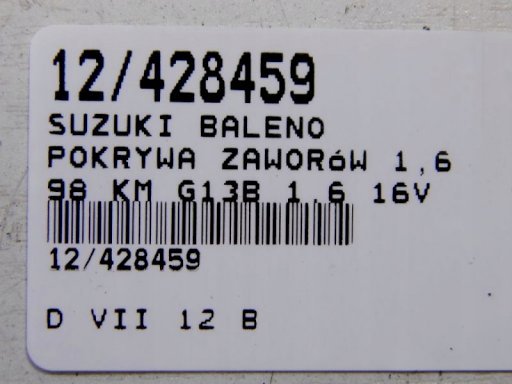 12/428459
SUZUKI BALENO
POKRYWA ZAWORóW 1,6
98 KM G13B 1.6 16V
12/428459
D VII 12 B